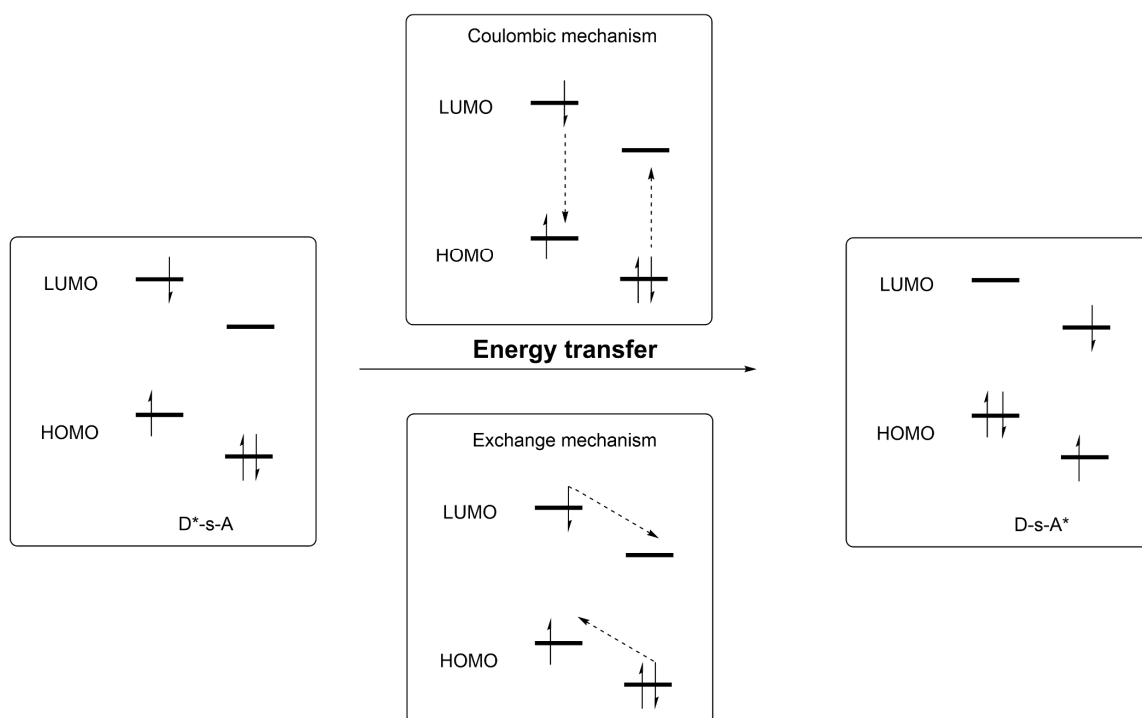 Coulombic mechanism
LUMO
HOMO
LUMO
HOMO
D*-s-A
Energy transfer
LUMO
HOMO
D-s-A*
Exchange mechanism
LUMO
HOMO